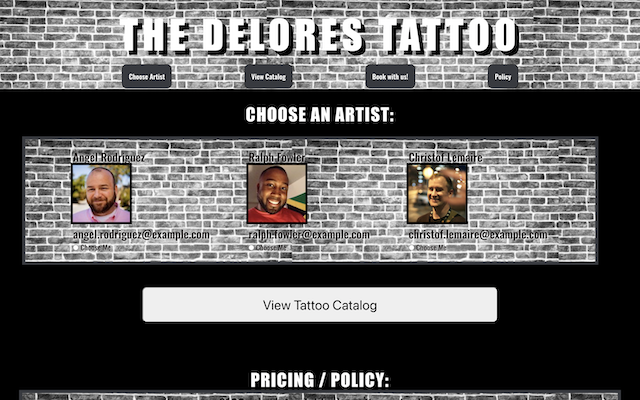 THE DELORES TATTOO
Choose Artist
View Catalog
Book with us!
Policy
CHOOSE AN ARTIST:
Angel Rodriguez
Ralph Fowler
Christof Lemaire
angel.rodriguez@example.com
ralph.fowler@example.com
christof.lemaire@example.com
Choose Me
Choose Me
Choose Me
View Tattoo Catalog
PRICING / POLICY: